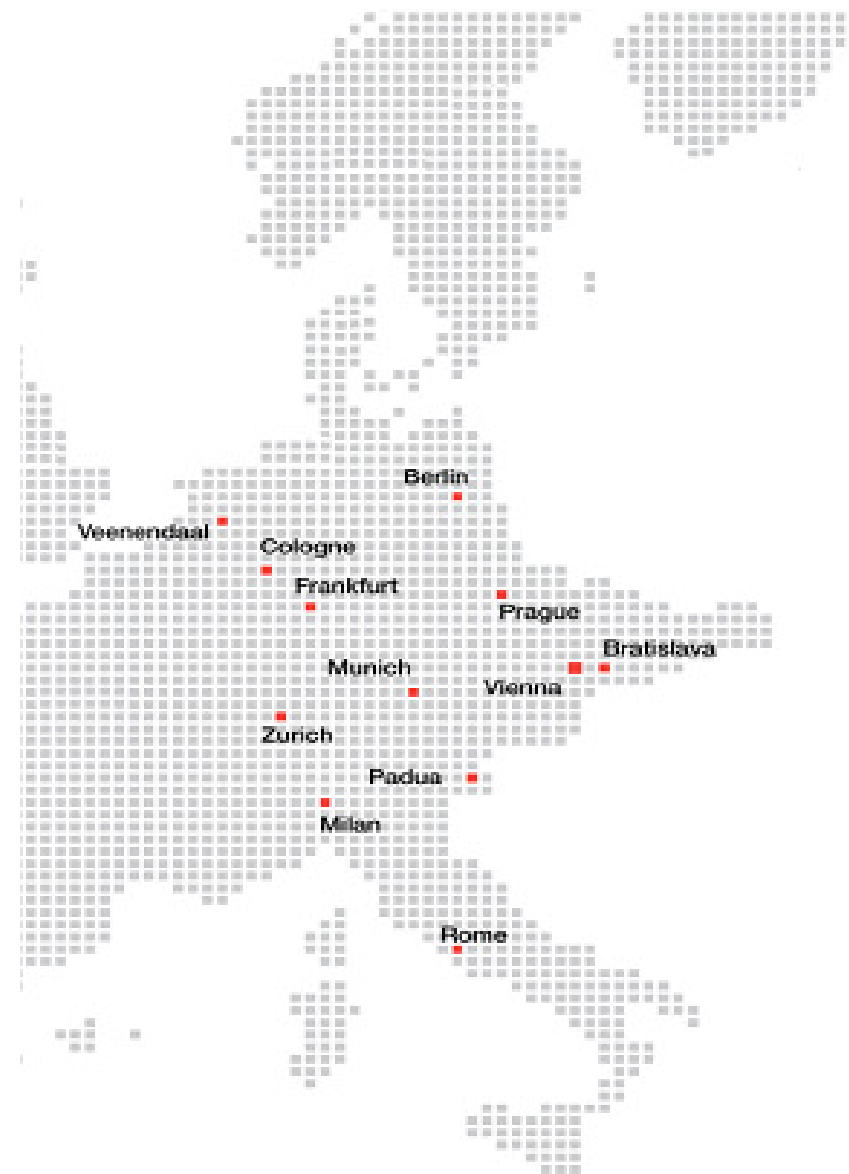 Berlin
Veenendaal
Cologne
Frankfurt
Prague
Bratislava
Munich
Vienna
Zurich
Padua
Milan
Rome